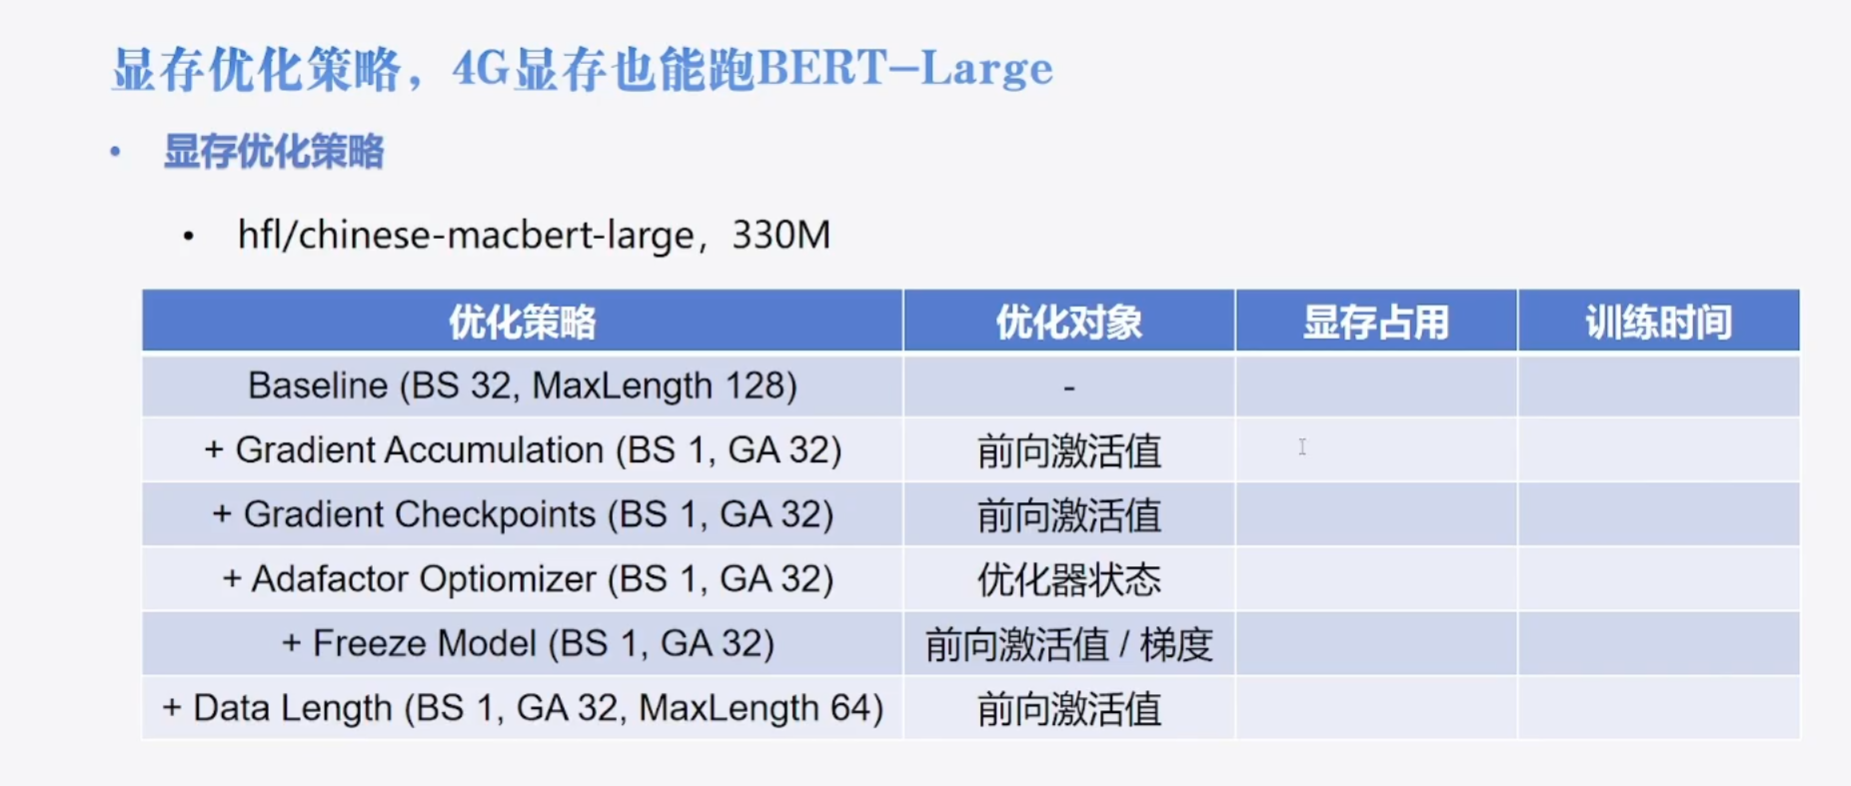 显存优化策略，4G显存也能跑BERT-Large
• 显存优化策略
• hfl/chinese-macbert-large，330M
优化策略 优化对象 显存占用 训练时间
Baseline (BS 32, MaxLength 128) -
+ Gradient Accumulation (BS 1, GA 32) 前向激活值
+ Gradient Checkpoints (BS 1, GA 32) 前向激活值
+ Adafactor Optiomizer (BS 1, GA 32) 优化器状态
+ Freeze Model (BS 1, GA 32) 前向激活值 / 梯度
+ Data Length (BS 1, GA 32, MaxLength 64) 前向激活值